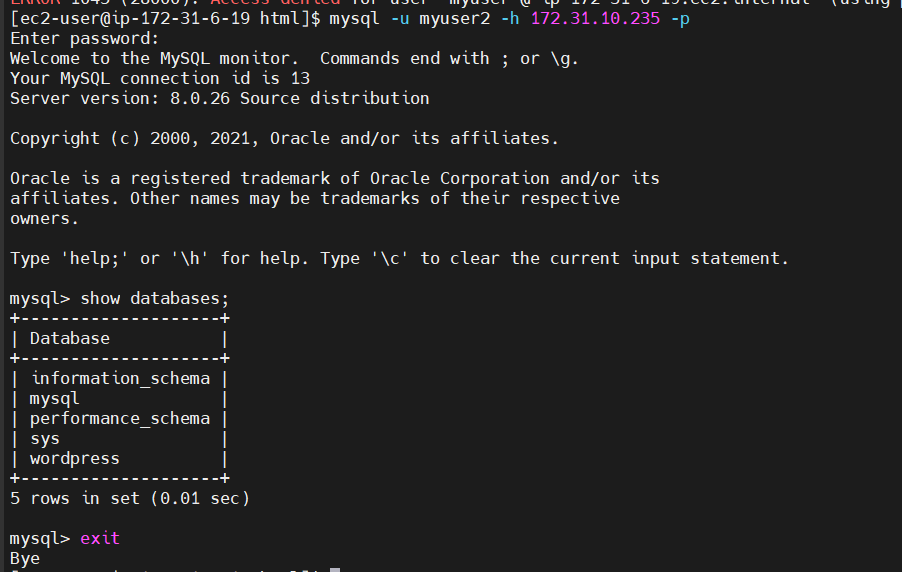 [ec2-user@ip-172-31-6-19 html]$ mysql -u myuser2 -h 172.31.10.235 -p
Enter password:
Welcome to the MySQL monitor.  Commands end with ; or \g.
Your MySQL connection id is 13
Server version: 8.0.26 Source distribution

Copyright (c) 2000, 2021, Oracle and/or its affiliates.

Oracle is a registered trademark of Oracle Corporation and/or its
affiliates. Other names may be trademarks of their respective
owners.

Type 'help;' or '\h' for help. Type '\c' to clear the current input statement.

mysql> show databases;
+--------------------+
| Database           |
+--------------------+
| information_schema |
| mysql              |
| performance_schema |
| sys                |
| wordpress          |
+--------------------+
5 rows in set (0.01 sec)

mysql> exit
Bye